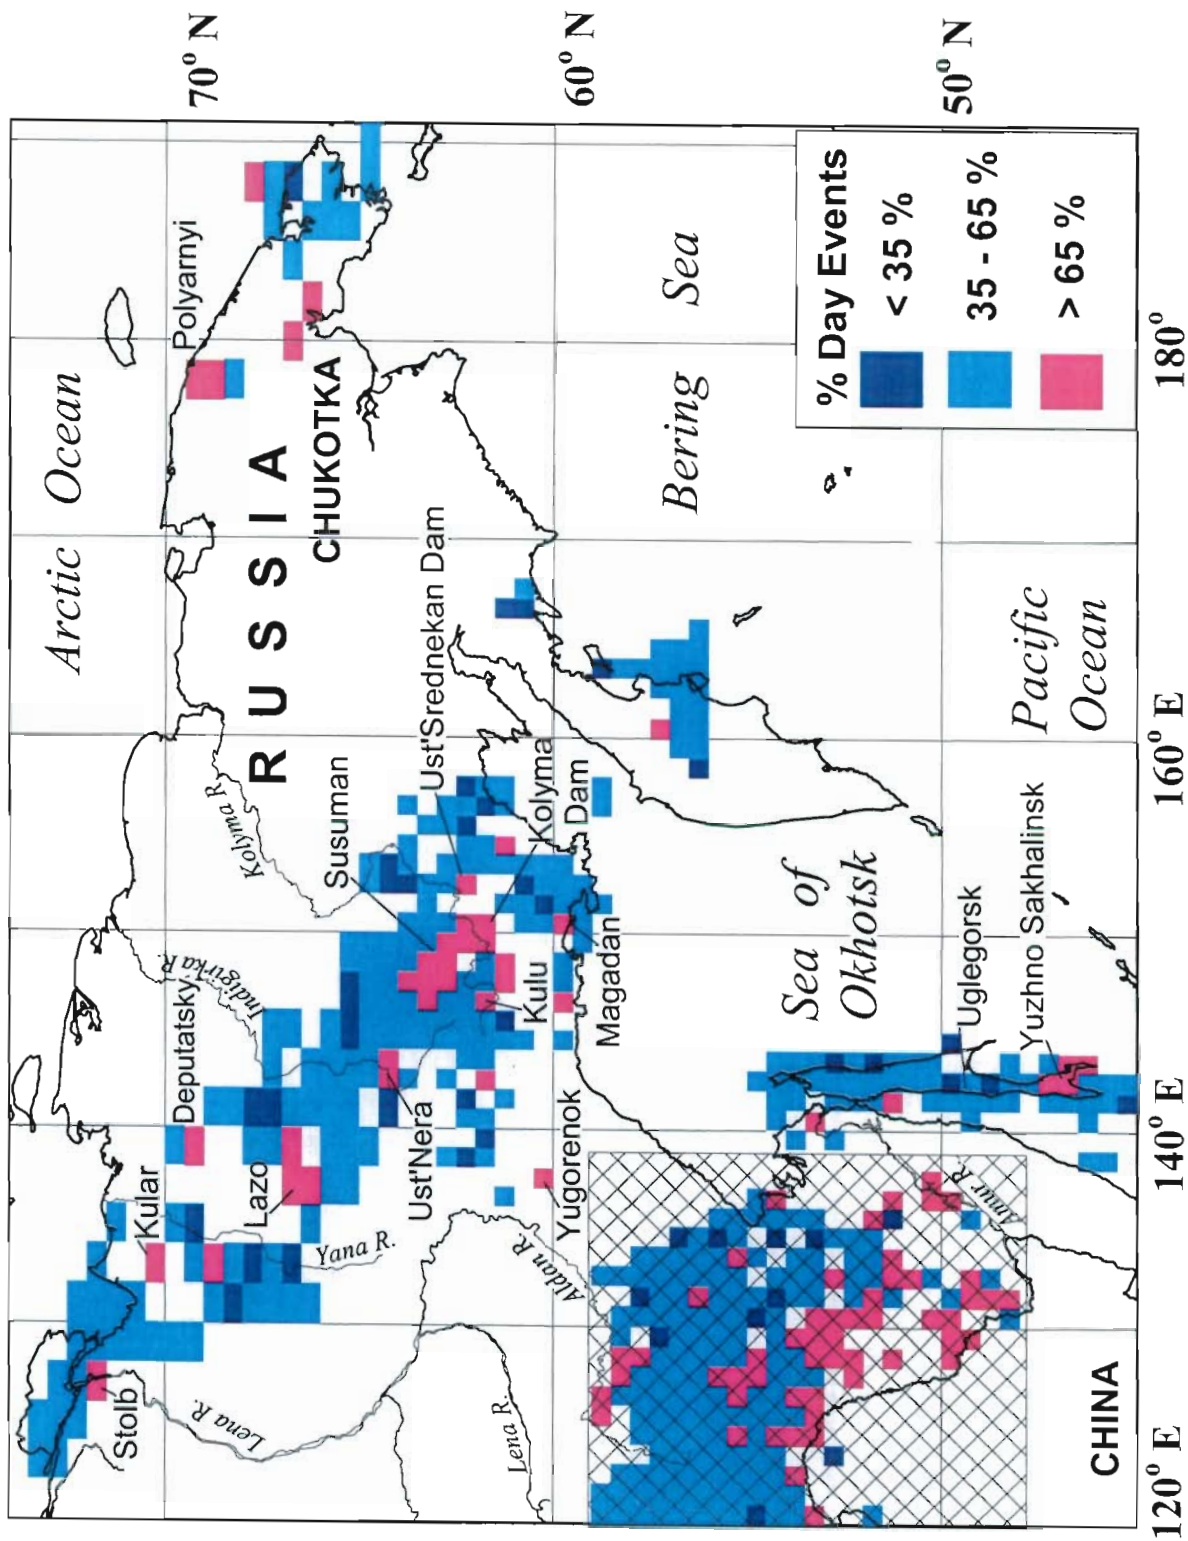 Arctic Ocean
Polyarnyi
70° N
R U S S I A
CHUKOTKA
Kolyma R.
Indigirka R.
Deputatsky
Susuman
Ust'Srednekan Dam
Kolyma
Dam
60° N
Bering Sea
Kular
Lazo
Yana R.
Ust'Nera
Kulu
Magadan
Yugorenok
Stolb
Lena R.
Lena R.
Aldan R.
Sea of
Okhotsk
Pacific
Ocean
50° N
Uglegorsk
Yuzhno Sakhalinsk
Amur R.
CHINA
% Day Events
< 35 %
35 - 65 %
> 65 %
120° E
140° E
160° E
180°